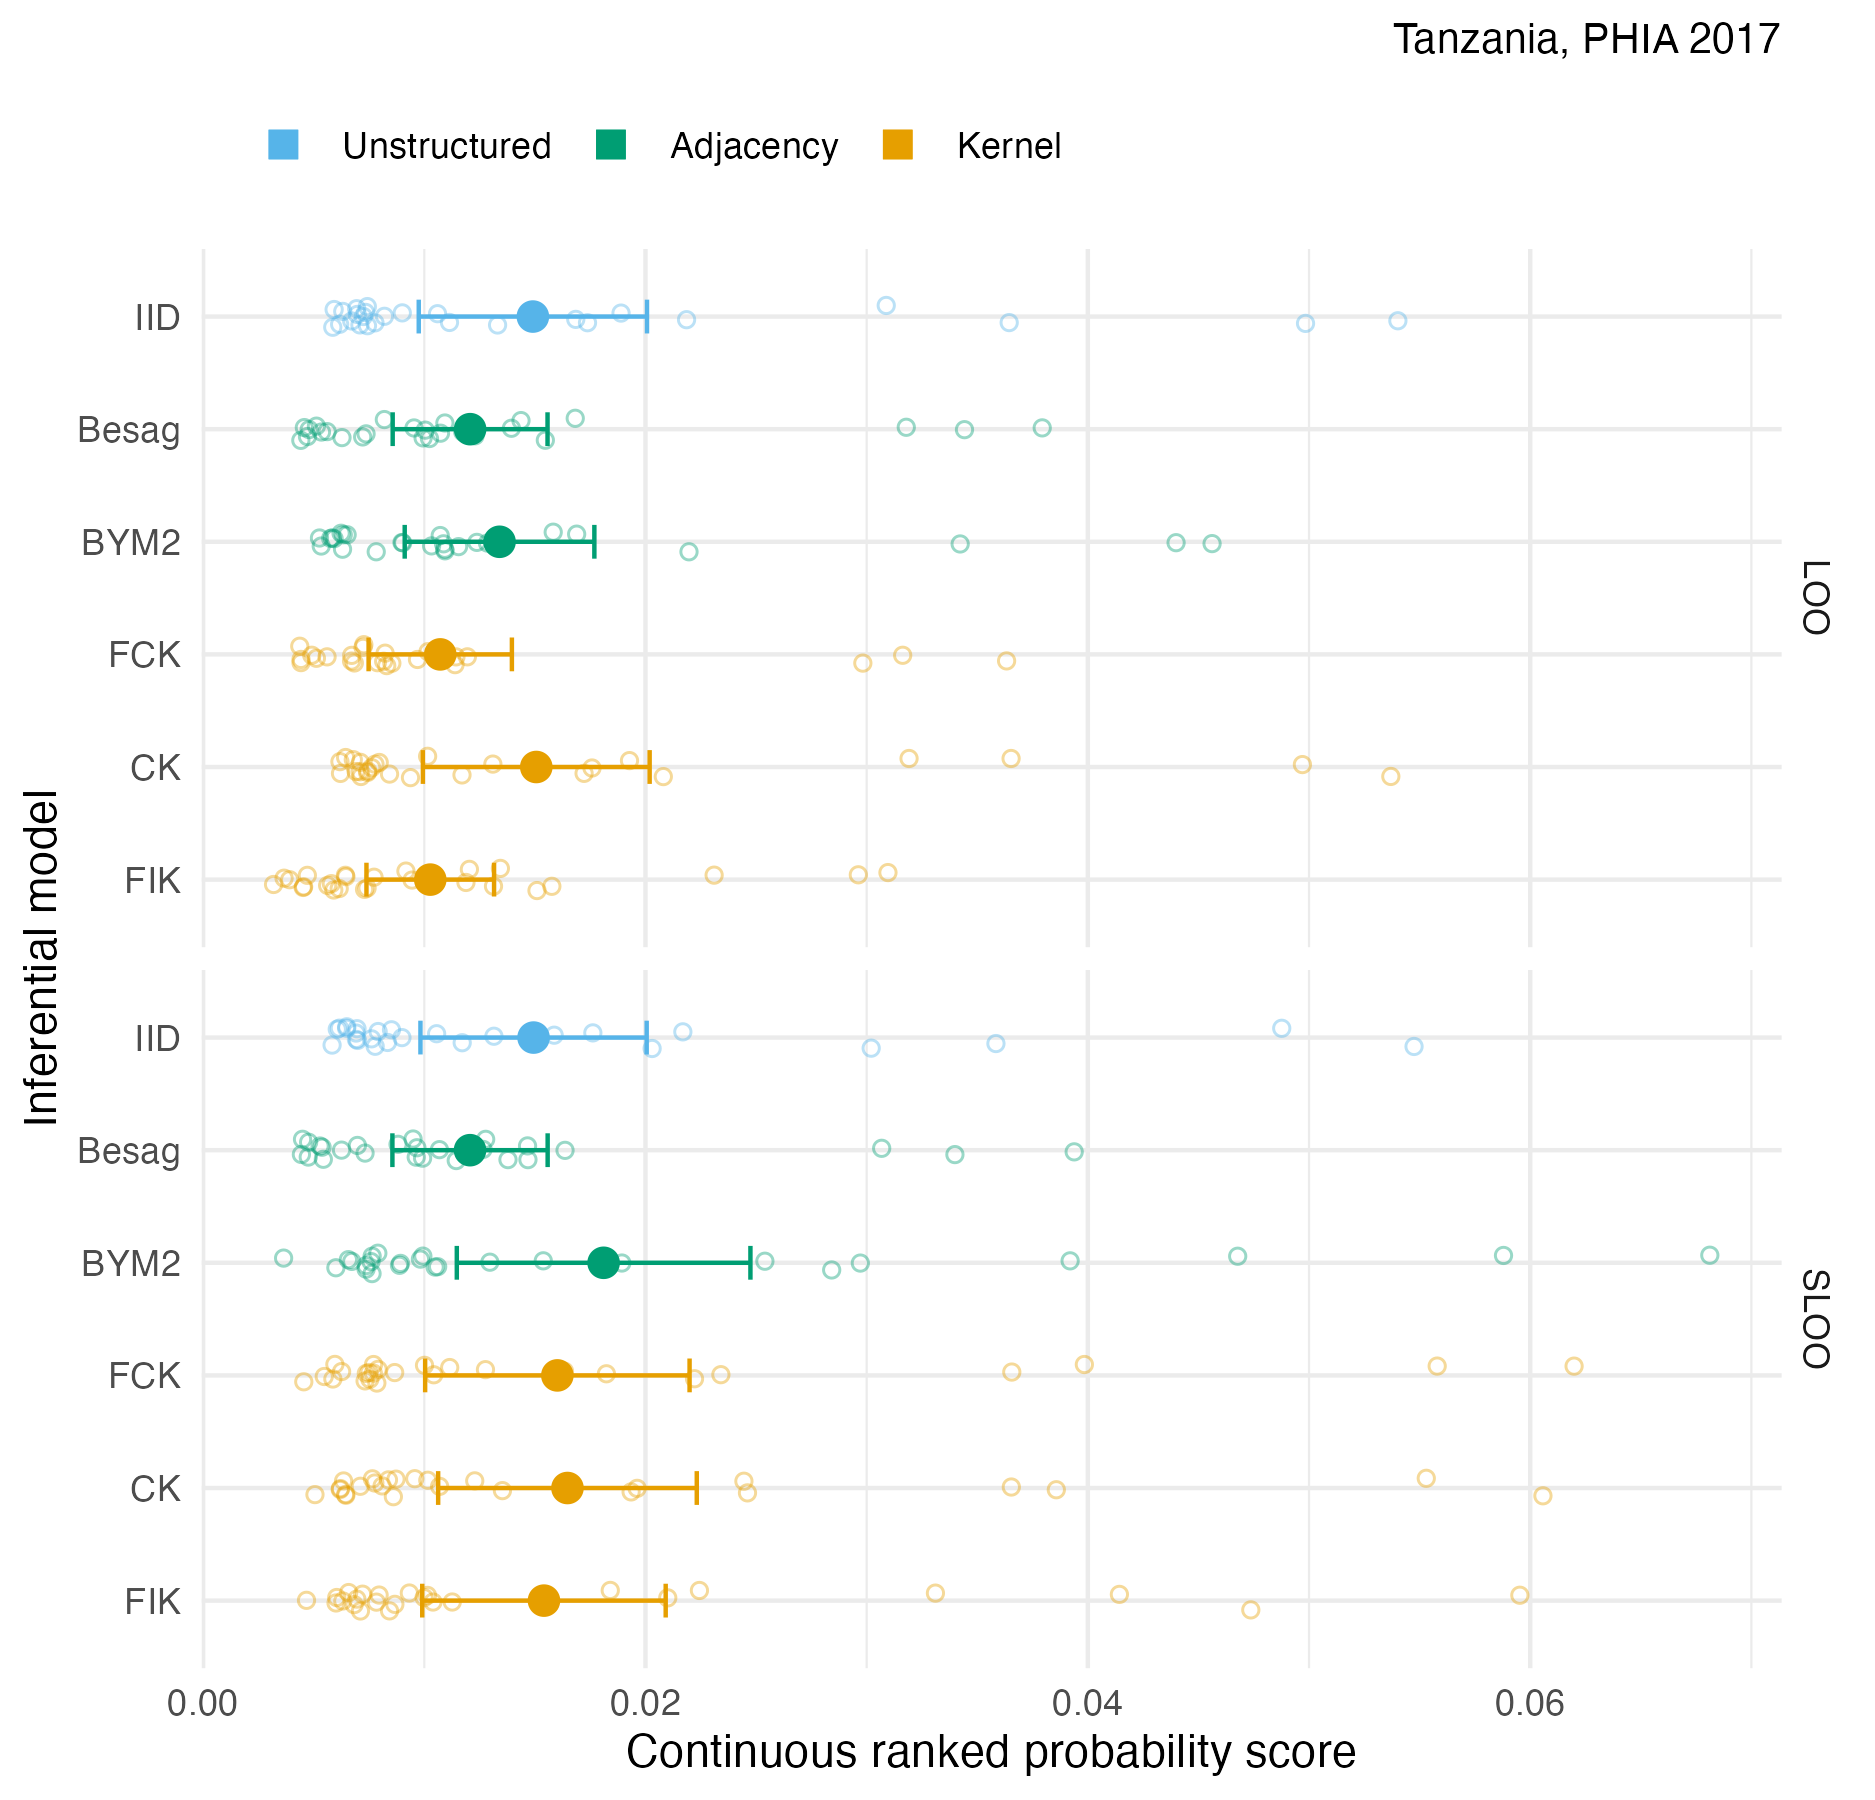 Tanzania, PHIA 2017
Unstructured Adjacency Kernel
Inferential model
IID
Besag
BYM2
FCK
CK
FIK
LOO
IID
Besag
BYM2
FCK
CK
FIK
SLOO
0.00 0.02 0.04 0.06
Continuous ranked probability score